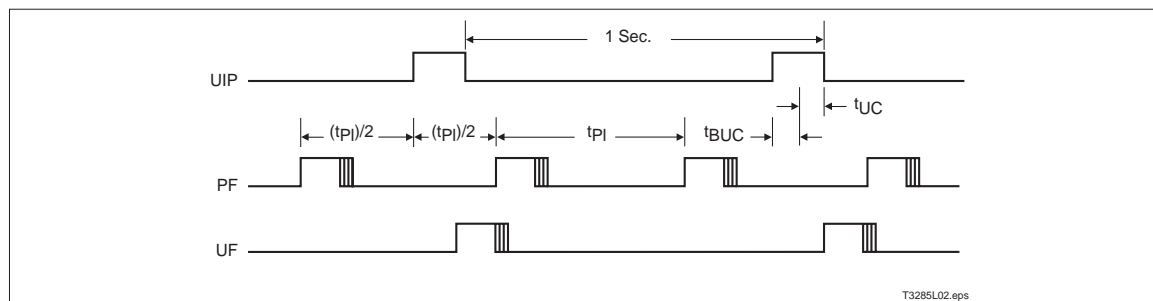 1 Sec.
UIP
tUC
(tPI)/2 (tPI)/2 tPI tBUC
PF
UF
T3285L02.eps